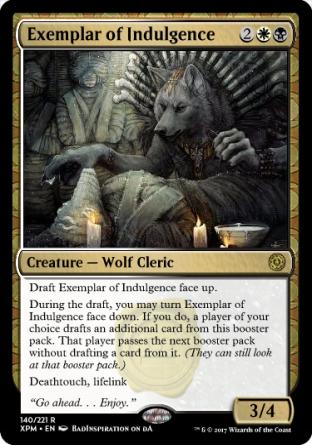 Exemplar of Indulgence 2
Creature — Wolf Cleric
Draft Exemplar of Indulgence face up.
During the draft, you may turn Exemplar of
Indulgence face down. If you do, a player of your
choice drafts an additional card from this booster
pack. That player passes the next booster pack
without drafting a card from it. (They can still look
at that booster pack.)
Deathtouch, lifelink
“Go ahead. . . Enjoy.”
3/4
140/221 R
XPM • EN BadInspiration on dA
™ & © 2017 Wizards of the Coast